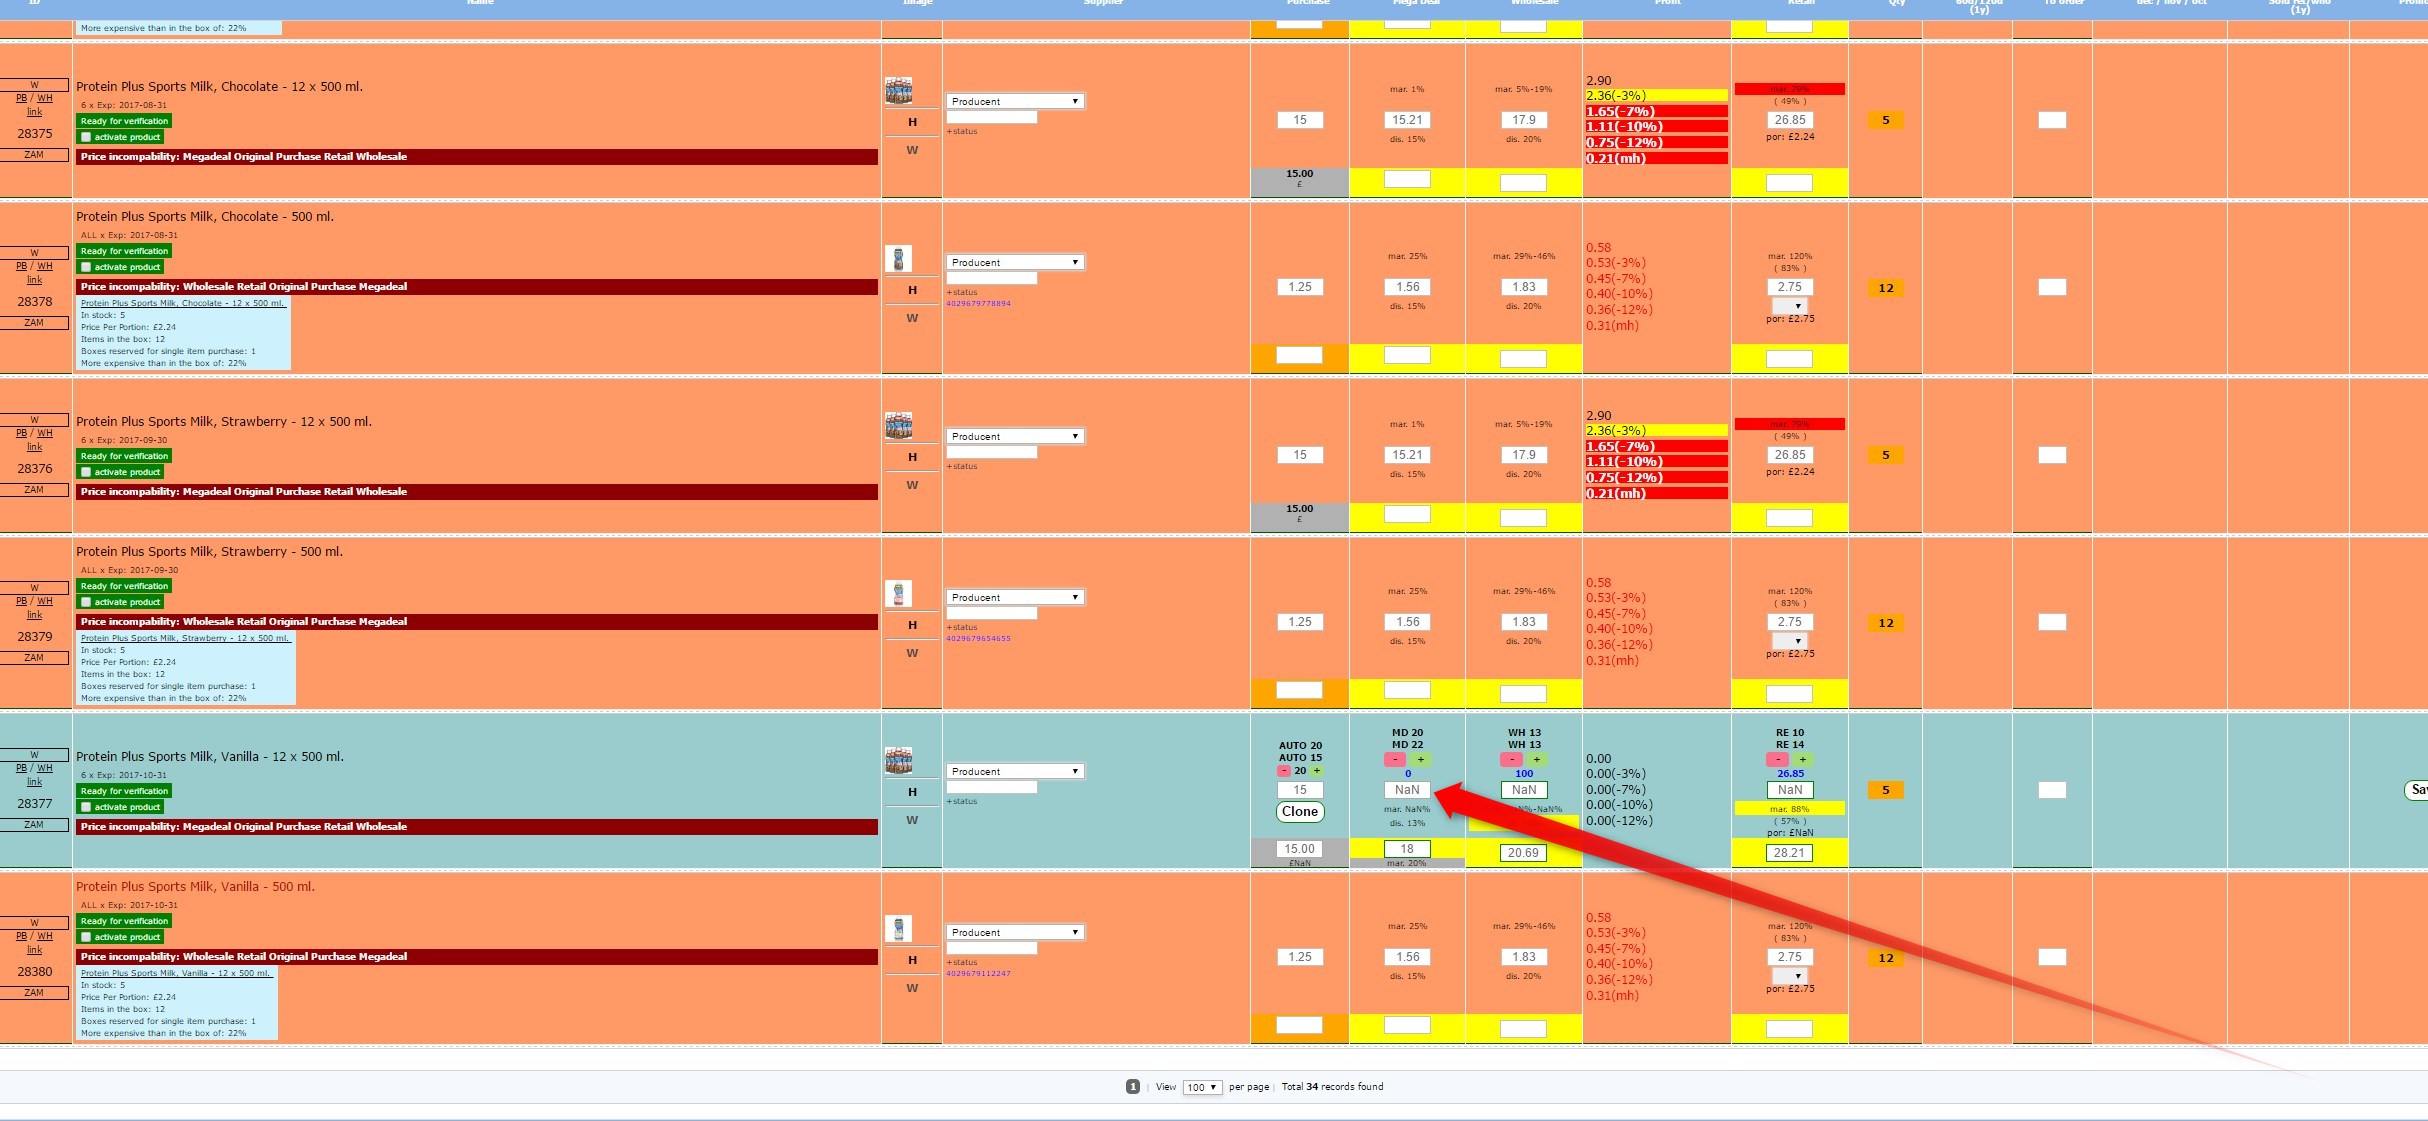 ID Name Image Supplier Purchase Mega Deal Wholesale Profit Retail Qty 60d/120d (1y) To order dec / nov / oct Sold ret/who (1y)
More expensive than in the box of: 22%
W
PB / WH
link
28375
ZAM
Protein Plus Sports Milk, Chocolate - 12 x 500 ml.
6 x Exp: 2017-08-31
Ready for verification
activate product
Price incompability: Megadeal Original Purchase Retail Wholesale
H
W
Producent
+status
15
15.00
£
mar. 1%
15.21
dis. 15%
mar. 5%-19%
17.9
dis. 20%
2.90
2.36(-3%)
1.65(-7%)
1.11(-10%)
0.75(-12%)
0.21(mh)
mar. 79%
( 49% )
26.85
por: £2.24
5
W
PB / WH
link
28378
ZAM
Protein Plus Sports Milk, Chocolate - 500 ml.
ALL x Exp: 2017-08-31
Ready for verification
activate product
Price incompability: Wholesale Retail Original Purchase Megadeal
Protein Plus Sports Milk, Chocolate - 12 x 500 ml.
In stock: 5
Price Per Portion: £2.24
Items in the box: 12
Boxes reserved for single item purchase: 1
More expensive than in the box of: 22%
H
W
Producent
+status
4029679778894
1.25
mar. 25%
1.56
dis. 15%
mar. 29%-46%
1.83
dis. 20%
0.58
0.53(-3%)
0.45(-7%)
0.40(-10%)
0.36(-12%)
0.31(mh)
mar. 120%
( 83% )
2.75
por: £2.75
12
W
PB / WH
link
28376
ZAM
Protein Plus Sports Milk, Strawberry - 12 x 500 ml.
6 x Exp: 2017-09-30
Ready for verification
activate product
Price incompability: Megadeal Original Purchase Retail Wholesale
H
W
Producent
+status
15
15.00
£
mar. 1%
15.21
dis. 15%
mar. 5%-19%
17.9
dis. 20%
2.90
2.36(-3%)
1.65(-7%)
1.11(-10%)
0.75(-12%)
0.21(mh)
mar. 79%
( 49% )
26.85
por: £2.24
5
W
PB / WH
link
28379
ZAM
Protein Plus Sports Milk, Strawberry - 500 ml.
ALL x Exp: 2017-09-30
Ready for verification
activate product
Price incompability: Wholesale Retail Original Purchase Megadeal
Protein Plus Sports Milk, Strawberry - 12 x 500 ml.
In stock: 5
Price Per Portion: £2.24
Items in the box: 12
Boxes reserved for single item purchase: 1
More expensive than in the box of: 22%
H
W
Producent
+status
4029679654655
1.25
mar. 25%
1.56
dis. 15%
mar. 29%-46%
1.83
dis. 20%
0.58
0.53(-3%)
0.45(-7%)
0.40(-10%)
0.36(-12%)
0.31(mh)
mar. 120%
( 83% )
2.75
por: £2.75
12
W
PB / WH
link
28377
ZAM
Protein Plus Sports Milk, Vanilla - 12 x 500 ml.
6 x Exp: 2017-10-31
Ready for verification
activate product
Price incompability: Megadeal Original Purchase Retail Wholesale
H
W
Producent
+status
AUTO 20
AUTO 15
- 20 +
15
Clone
15.00
£NaN
MD 20
MD 22
- +
0
NaN
mar. NaN%
dis. 13%
18
mar. 20%
WH 13
WH 13
- +
100
NaN
%-NaN%
20.69
0.00
0.00(-3%)
0.00(-7%)
0.00(-10%)
0.00(-12%)
RE 10
RE 14
- +
26.85
NaN
mar. 88%
( 57% )
por: £NaN
28.21
5
W
PB / WH
link
28380
ZAM
Protein Plus Sports Milk, Vanilla - 500 ml.
ALL x Exp: 2017-10-31
Ready for verification
activate product
Price incompability: Wholesale Retail Original Purchase Megadeal
Protein Plus Sports Milk, Vanilla - 12 x 500 ml.
In stock: 5
Price Per Portion: £2.24
Items in the box: 12
Boxes reserved for single item purchase: 1
More expensive than in the box of: 22%
H
W
Producent
+status
4029679112247
1.25
mar. 25%
1.56
dis. 15%
mar. 29%-46%
1.83
dis. 20%
0.58
0.53(-3%)
0.45(-7%)
0.40(-10%)
0.36(-12%)
0.31(mh)
mar. 120%
( 83% )
2.75
por: £2.75
12
1 | View 100 per page | Total 34 records found